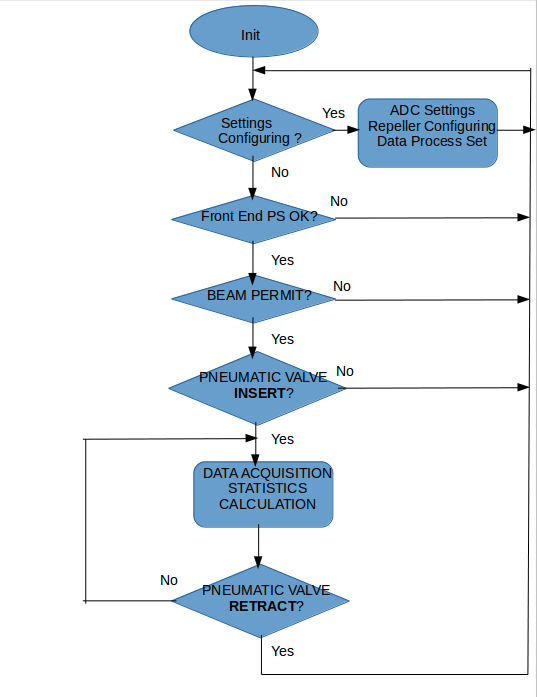 Init
Settings
Configuring ?
Yes
ADC Settings
Repeller Configuring
Data Process Set
No
Front End PS OK?
No
Yes
BEAM PERMIT?
No
Yes
PNEUMATIC VALVE
INSERT?
No
Yes
DATA ACQUISITION
STATISTICS
CALCULATION
No
PNEUMATIC VALVE
RETRACT?
Yes